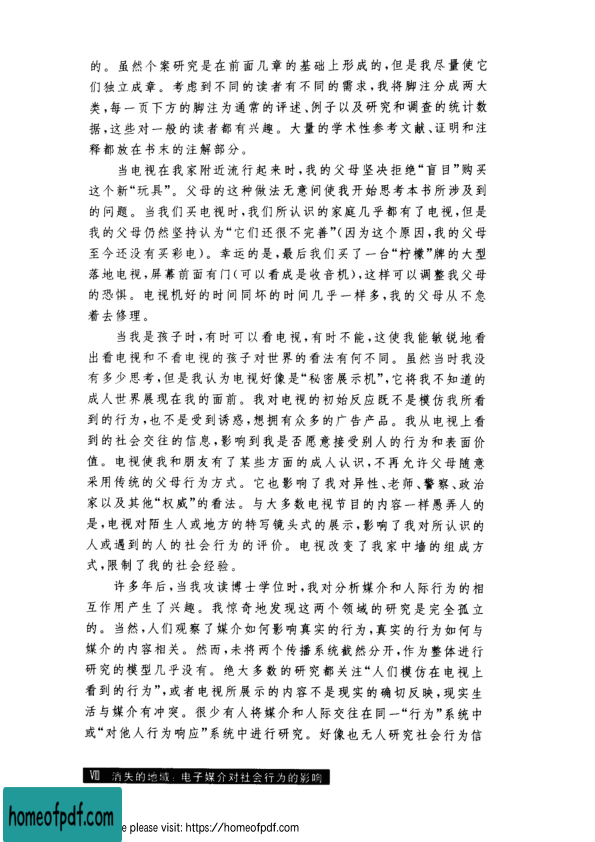 的。虽然个案研究是在前面几章的基础上形成的,但是我尽量使它
们独立成章。考虑到不同的读者有不同的需求,我将脚注分成两大
类,每一页下方的脚注为通常的评述、例子以及研究和调查的统计数
据,这些对一般的读者都有兴趣。大量的学术性参考文献、证明和注
释都放在书末的注解部分。
当电视在我家附近流行起来时,我的父母坚决拒绝“盲目”购买
这个新“玩具”。父母的这种做法无意间使我开始思考本书所涉及到
的问题。当我们买电视时,我们所认识的家庭几乎都有了电视,但是
我的父母仍然坚持认为“它们还很不完善”(因为这个原因,我的父母
至今还没有买彩电)。幸运的是,最后我们买了一台“柠檬”牌的大型
落地电视,屏幕前面有门(可以看成是收音机),这样可以调整我父母
的恐惧。电视机好的时间同坏的时间几乎一样多,我的父母从不急
着去修理。
当我是孩子时,有时可以看电视,有时不能,这使我能敏锐地看
出看电视和不看电视的孩子对世界的看法有何不同。虽然当时我没
有多少思考,但是我认为电视好像是“秘密展示机”,它将我不知道的
成人世界展现在我的面前。我对电视的初始反应既不是模仿我所看
到的行为,也不是受到诱惑,想拥有众多的广告产品。我从电视上看
到的社会交往的信息,影响到我是否愿意接受别人的行为和表面价
值。电视使我和朋友有了某些方面的成人认识,不再允许父母随意
采用传统的父母行为方式。它也影响了我对异性、老师、警察、政治
家以及其他“权威”的看法。与大多数电视节目的内容一样愚弄人的
是,电视对陌生人或地方的特写镜头式的展示,影响了我对所认识的
人或遇到的人的社会行为的评价。电视改变了我家中墙的组成方
式,限制了我的社会经验。
许多年后,当我攻读博士学位时,我对分析媒介和人际行为的相
互作用产生了兴趣。我惊奇地发现这两个领域的研究是完全孤立
的。当然,人们观察了媒介如何影响真实的行为,真实的行为如何与
媒介的内容相关。然而,未将两个传播系统截然分开,作为整体进行
研究的模型几乎没有。绝大多数的研究都关注“人们模仿在电视上
看到的行为”,或者电视所展示的内容不是现实的确切反映,现实生
活与媒介有冲突。很少有人将媒介和人际交往在同一“行为”系统中
或“对他人行为响应”系统中进行研究。好像也无人研究社会行为信
Ⅶ 消失的地域:电子媒介对社会行为的影响
homeofpdf.com
e please visit: https://homeofpdf.com